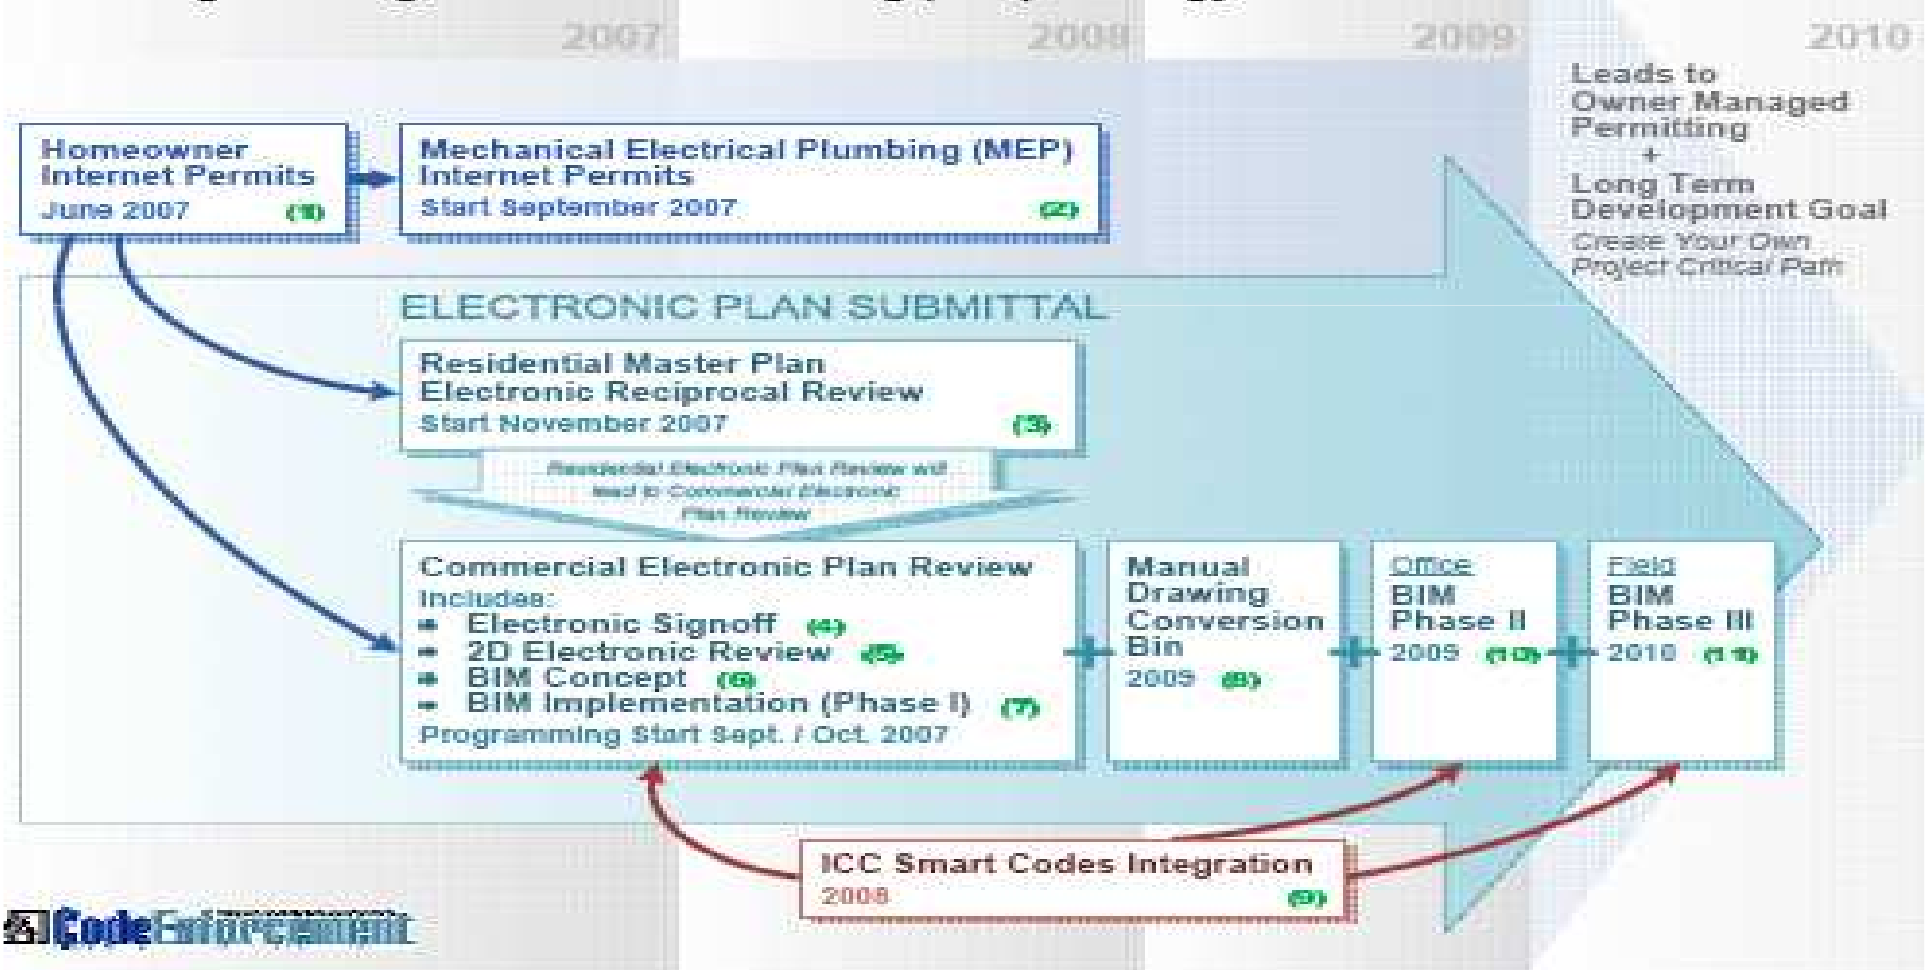 2007
2008
2009
2010
Leads to
Owner Managed
Permitting
+
Long Term
Development Goal
Create Your Own
Project Critical Path
Homeowner
Internet Permits
June 2007 (1)
Mechanical Electrical Plumbing (MEP)
Internet Permits
Start September 2007 (2)
ELECTRONIC PLAN SUBMITTAL
Residential Master Plan
Electronic Reciprocal Review
Start November 2007 (3)
Residential Electronic Plan Review will
lead to Commercial Electronic
Plan Review
Commercial Electronic Plan Review
Includes:
Electronic Signoff (4)
2D Electronic Review (5)
BIM Concept (6)
BIM Implementation (Phase I) (7)
Programming Start Sept. / Oct. 2007
Manual
Drawing
Conversion
Bin
2009 (8)
Office
BIM
Phase II
2009 (10)
Field
BIM
Phase III
2010 (11)
ICC Smart Codes Integration
2008 (9)
CodeEnforcement